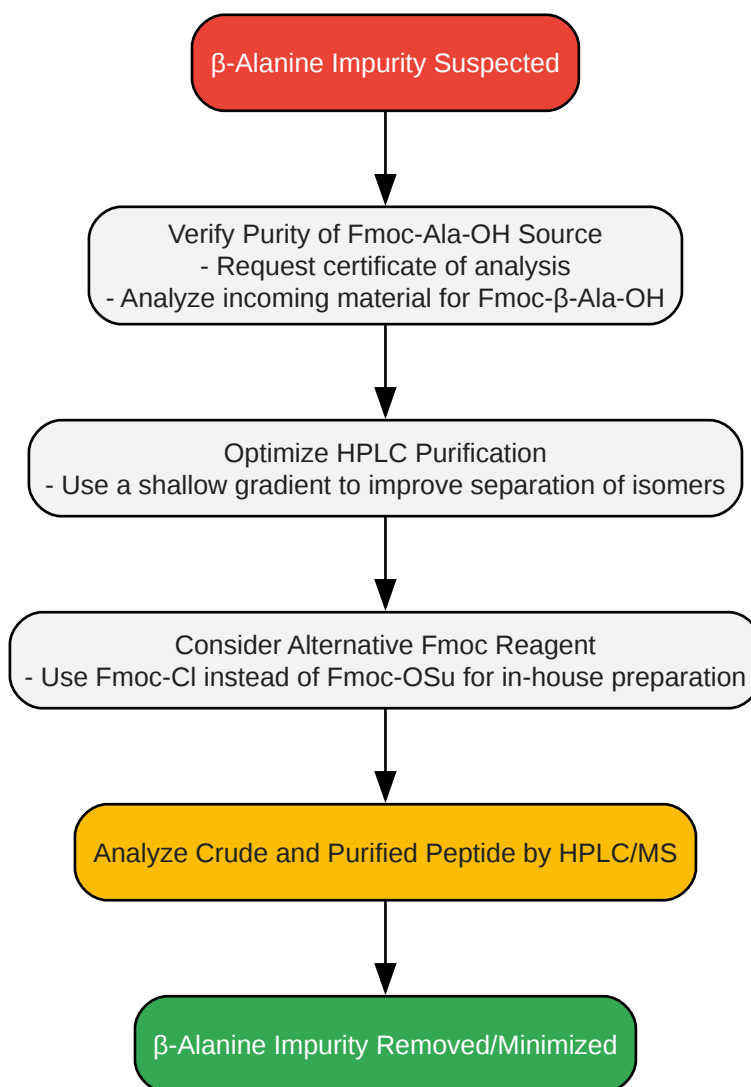 β-Alanine Impurity Suspected
Verify Purity of Fmoc-Ala-OH Source
- Request certificate of analysis
- Analyze incoming material for Fmoc-β-Ala-OH
Optimize HPLC Purification
- Use a shallow gradient to improve separation of isomers
Consider Alternative Fmoc Reagent
- Use Fmoc-Cl instead of Fmoc-OSu for in-house preparation
Analyze Crude and Purified Peptide by HPLC/MS
β-Alanine Impurity Removed/Minimized